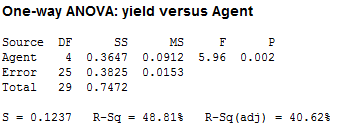 One-way ANOVA: yield versus Agent
Source DF SS MS F P
Agent 4 0.3647 0.0912 5.96 0.002
Error 25 0.3825 0.0153
Total 29 0.7472
S = 0.1237 R-Sq = 48.81% R-Sq(adj) = 40.62%